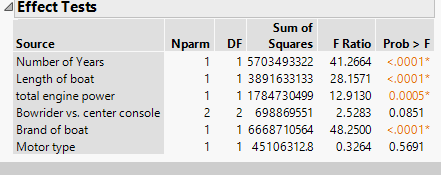 Effect Tests
Sum of
Source Nparm DF Squares F Ratio Prob > F
Number of Years 1 1 5703493322 41.2664 <.0001*
Length of boat 1 1 3891633133 28.1571 <.0001*
total engine power 1 1 1784730499 12.9130 0.0005*
Bowrider vs. center console 2 2 698869551 2.5283 0.0851
Brand of boat 1 1 6668710564 48.2500 <.0001*
Motor type 1 1 45106312.8 0.3264 0.5691